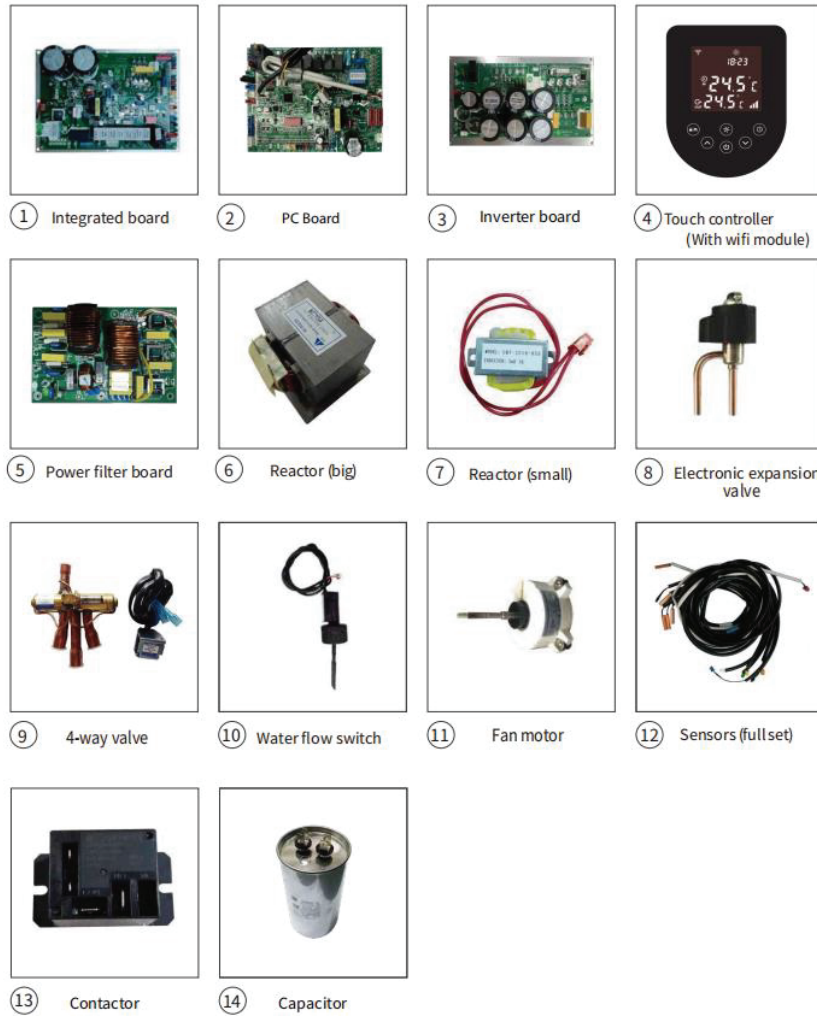 18:23
24.5°c
24.5°c
1 Integrated board
2 PC Board
3 Inverter board
4 Touch controller
(With wifi module)
5 Power filter board
6 Reactor (big)
7 Reactor (small)
8 Electronic expansion
valve
9 4-way valve
10 Water flow switch
11 Fan motor
12 Sensors (full set)
13 Contactor
14 Capacitor